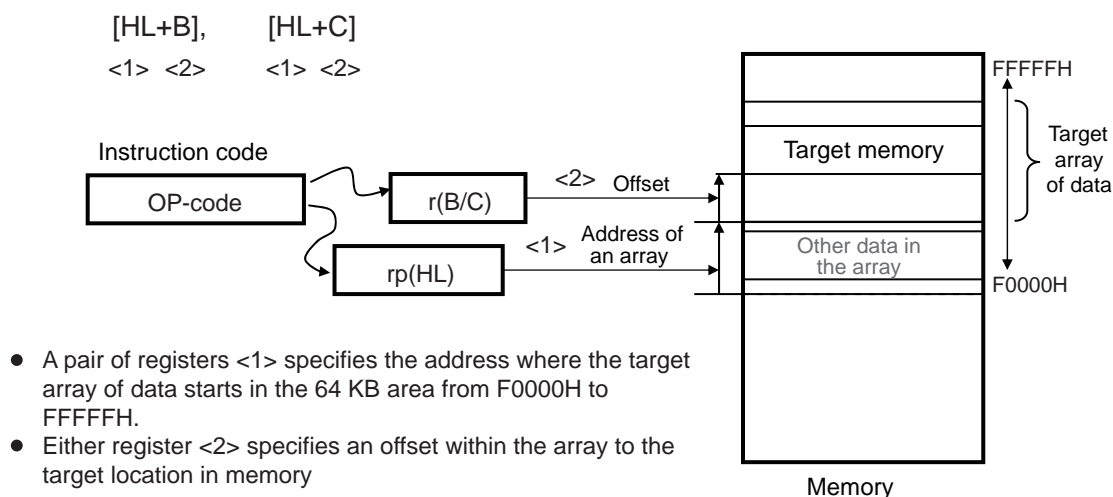 [HL+B], [HL+C]
<1> <2> <1> <2>
FFFFFH
Target
array
of data
Target memory
Instruction code
OP-code
r(B/C)
<2> Offset
rp(HL)
<1> Address of
an array
Other data in
the array
F0000H
● A pair of registers <1> specifies the address where the target
array of data starts in the 64 KB area from F0000H to
FFFFFH.
● Either register <2> specifies an offset within the array to the
target location in memory
Memory